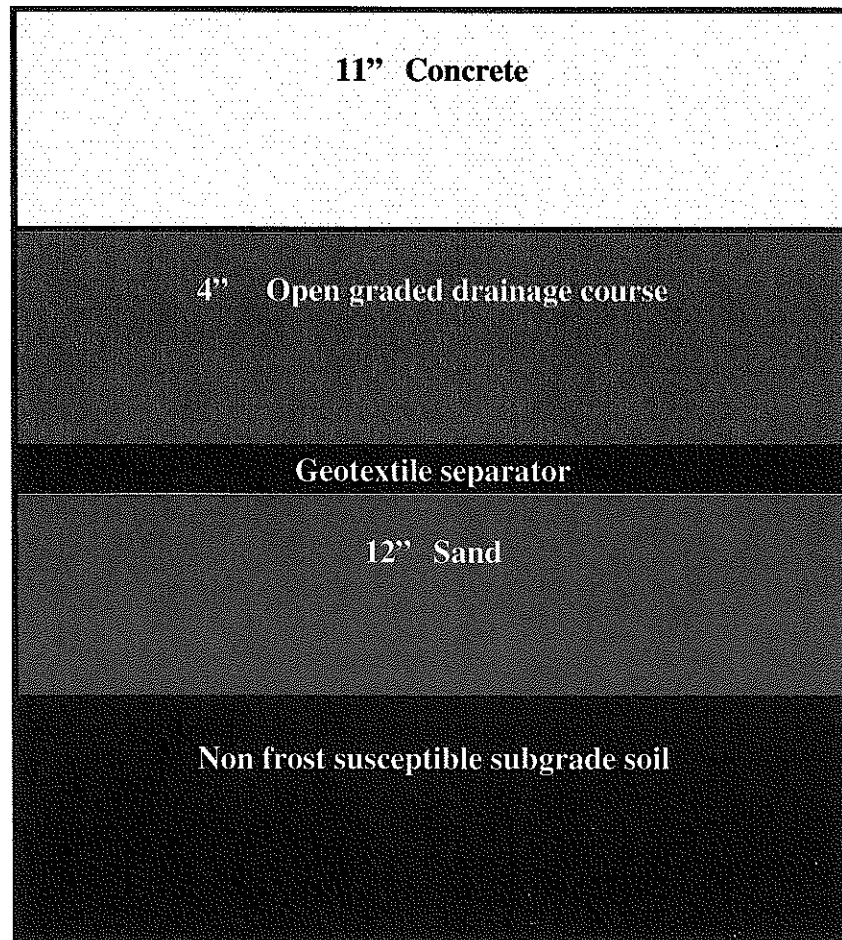 11” Concrete
4” Open graded drainage course
Geotextile separator
12” Sand
Non frost susceptible subgrade soil